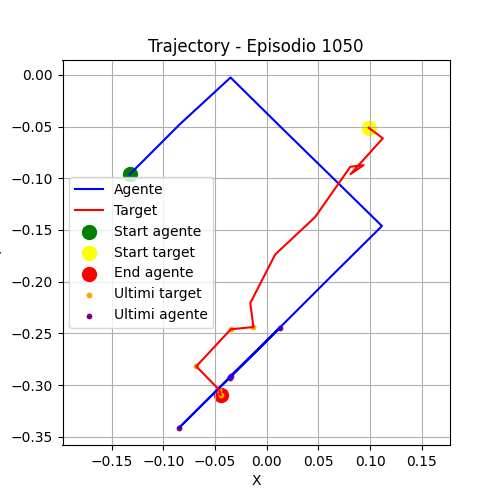 Trajectory - Episodio 1050
0.00
−0.05
−0.10
−0.15
−0.20
−0.25
−0.30
−0.35
Agente
Target
Start agente
Start target
End agente
Ultimi target
Ultimi agente
−0.15 −0.10 −0.05 0.00 0.05 0.10 0.15
X